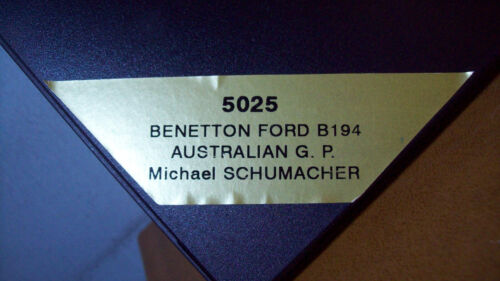 5025
BENETTON FORD B194
AUSTRALIAN G. P.
Michael SCHUMACHER